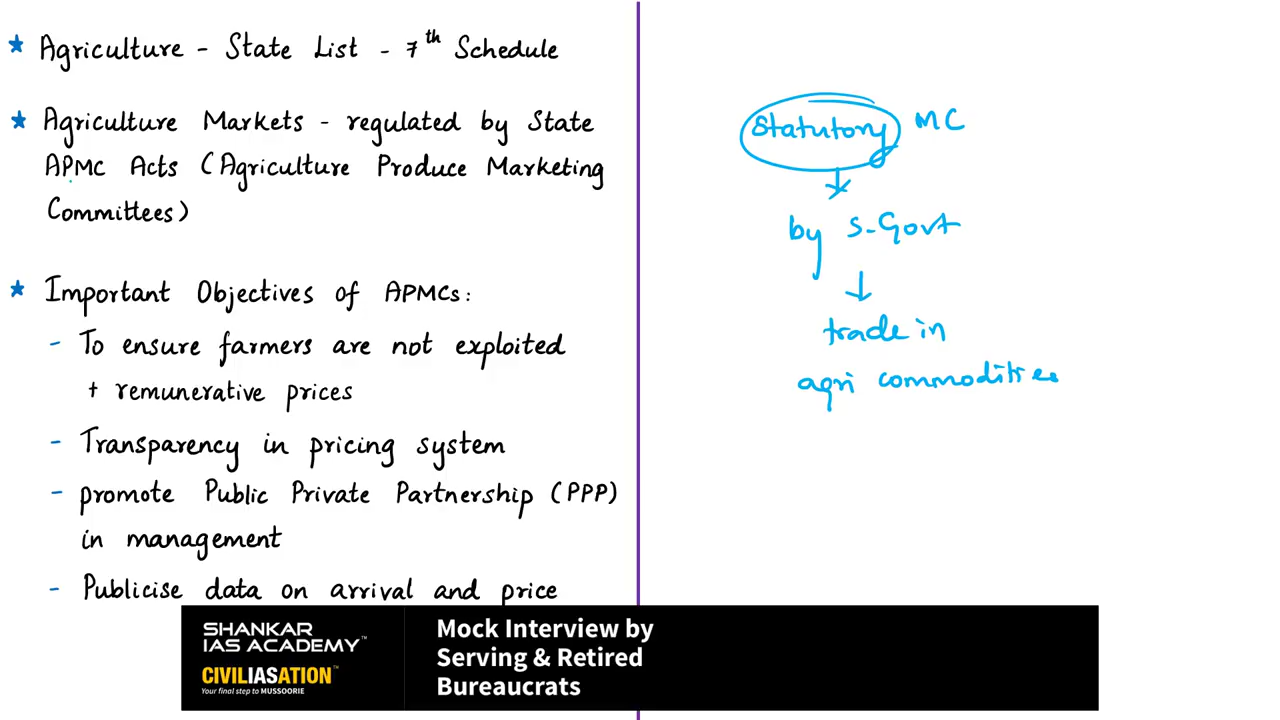 ★ Agriculture - State List - 7th Schedule
★ Agriculture Markets - regulated by State
APMC Acts (Agriculture Produce Marketing
Committees)
★ Important Objectives of APMCs:
- To ensure farmers are not exploited
+ remunerative prices
- Transparency in pricing system
- promote Public Private Partnership (PPP)
in management
- Publicise data on arrival and price
Statutory MC
↓
by S-Govt
↓
trade in
agri commodities
SHANKAR
IAS ACADEMY™
CIVILIASATION™
Your final step to MUSSOORIE
Mock Interview by
Serving & Retired
Bureaucrats